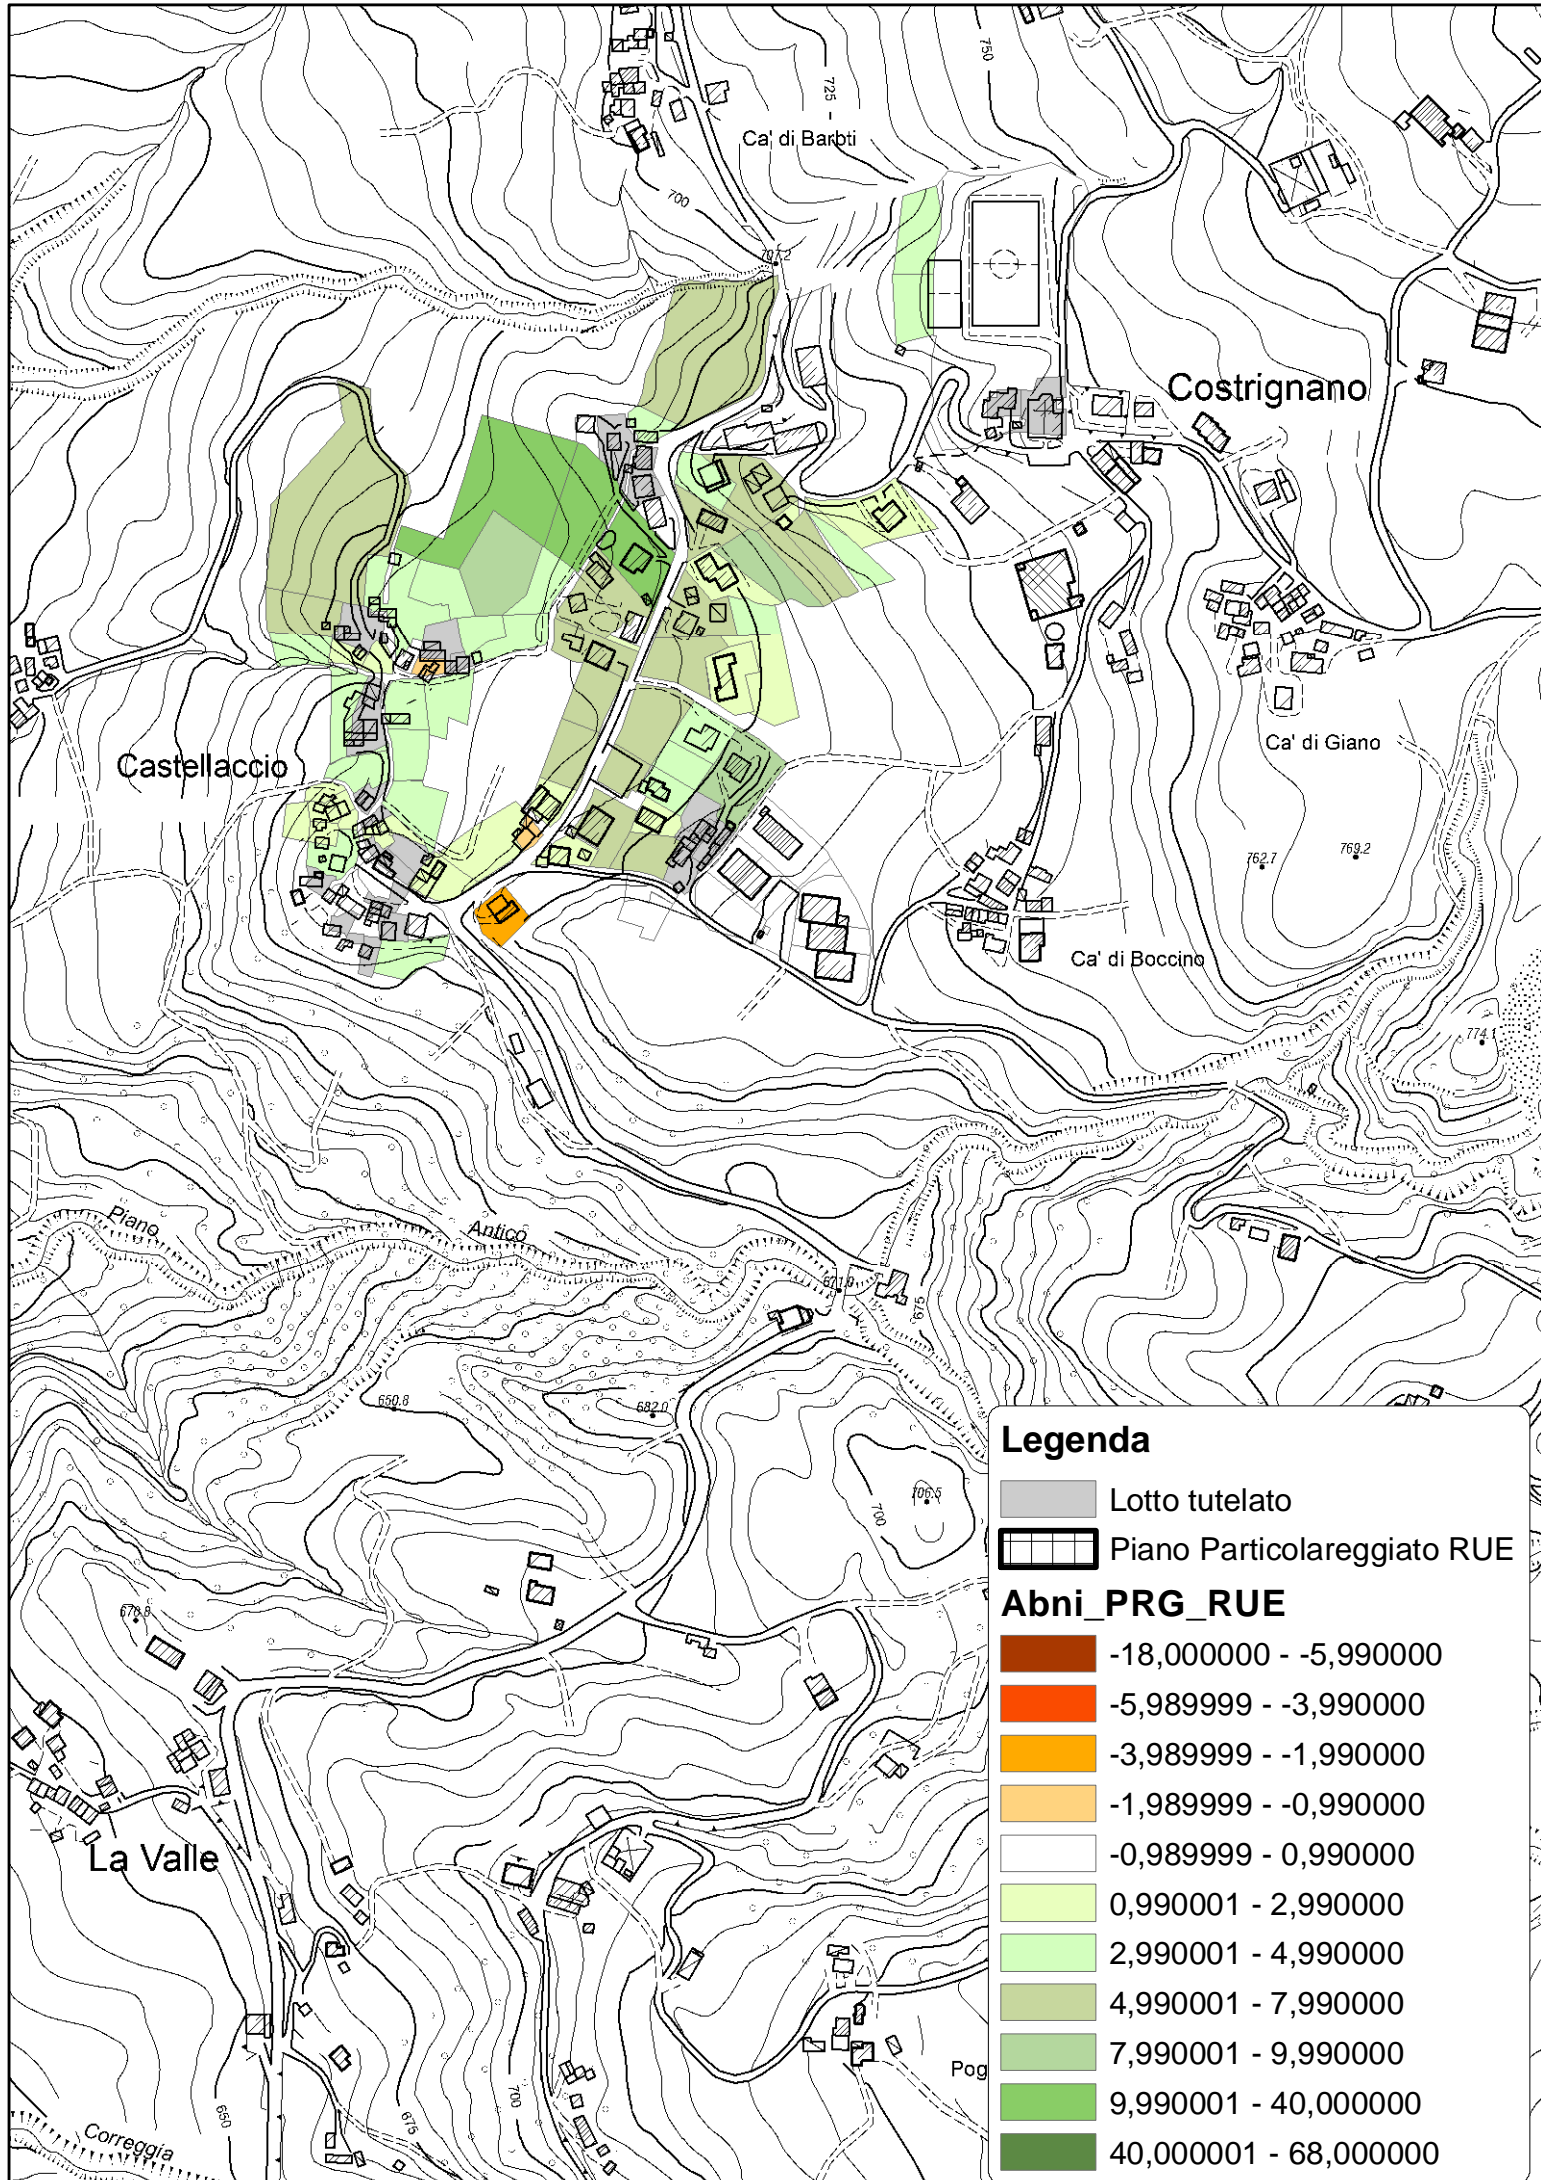 750
725
Ca' di Barbti
700
707.2
Costrignano
Castellaccio
Ca' di Giano
762.7
769.2
Ca' di Boccino
774.1
Piano
Antico
671.9
675
650.8
682.0
706.5
700
676.8
La Valle
650
675
700
Correggia
Pog
Legenda
Lotto tutelato
Piano Particolareggiato RUE
Abni_PRG_RUE
-18,000000 - -5,990000
-5,989999 - -3,990000
-3,989999 - -1,990000
-1,989999 - -0,990000
-0,989999 - 0,990000
0,990001 - 2,990000
2,990001 - 4,990000
4,990001 - 7,990000
7,990001 - 9,990000
9,990001 - 40,000000
40,000001 - 68,000000